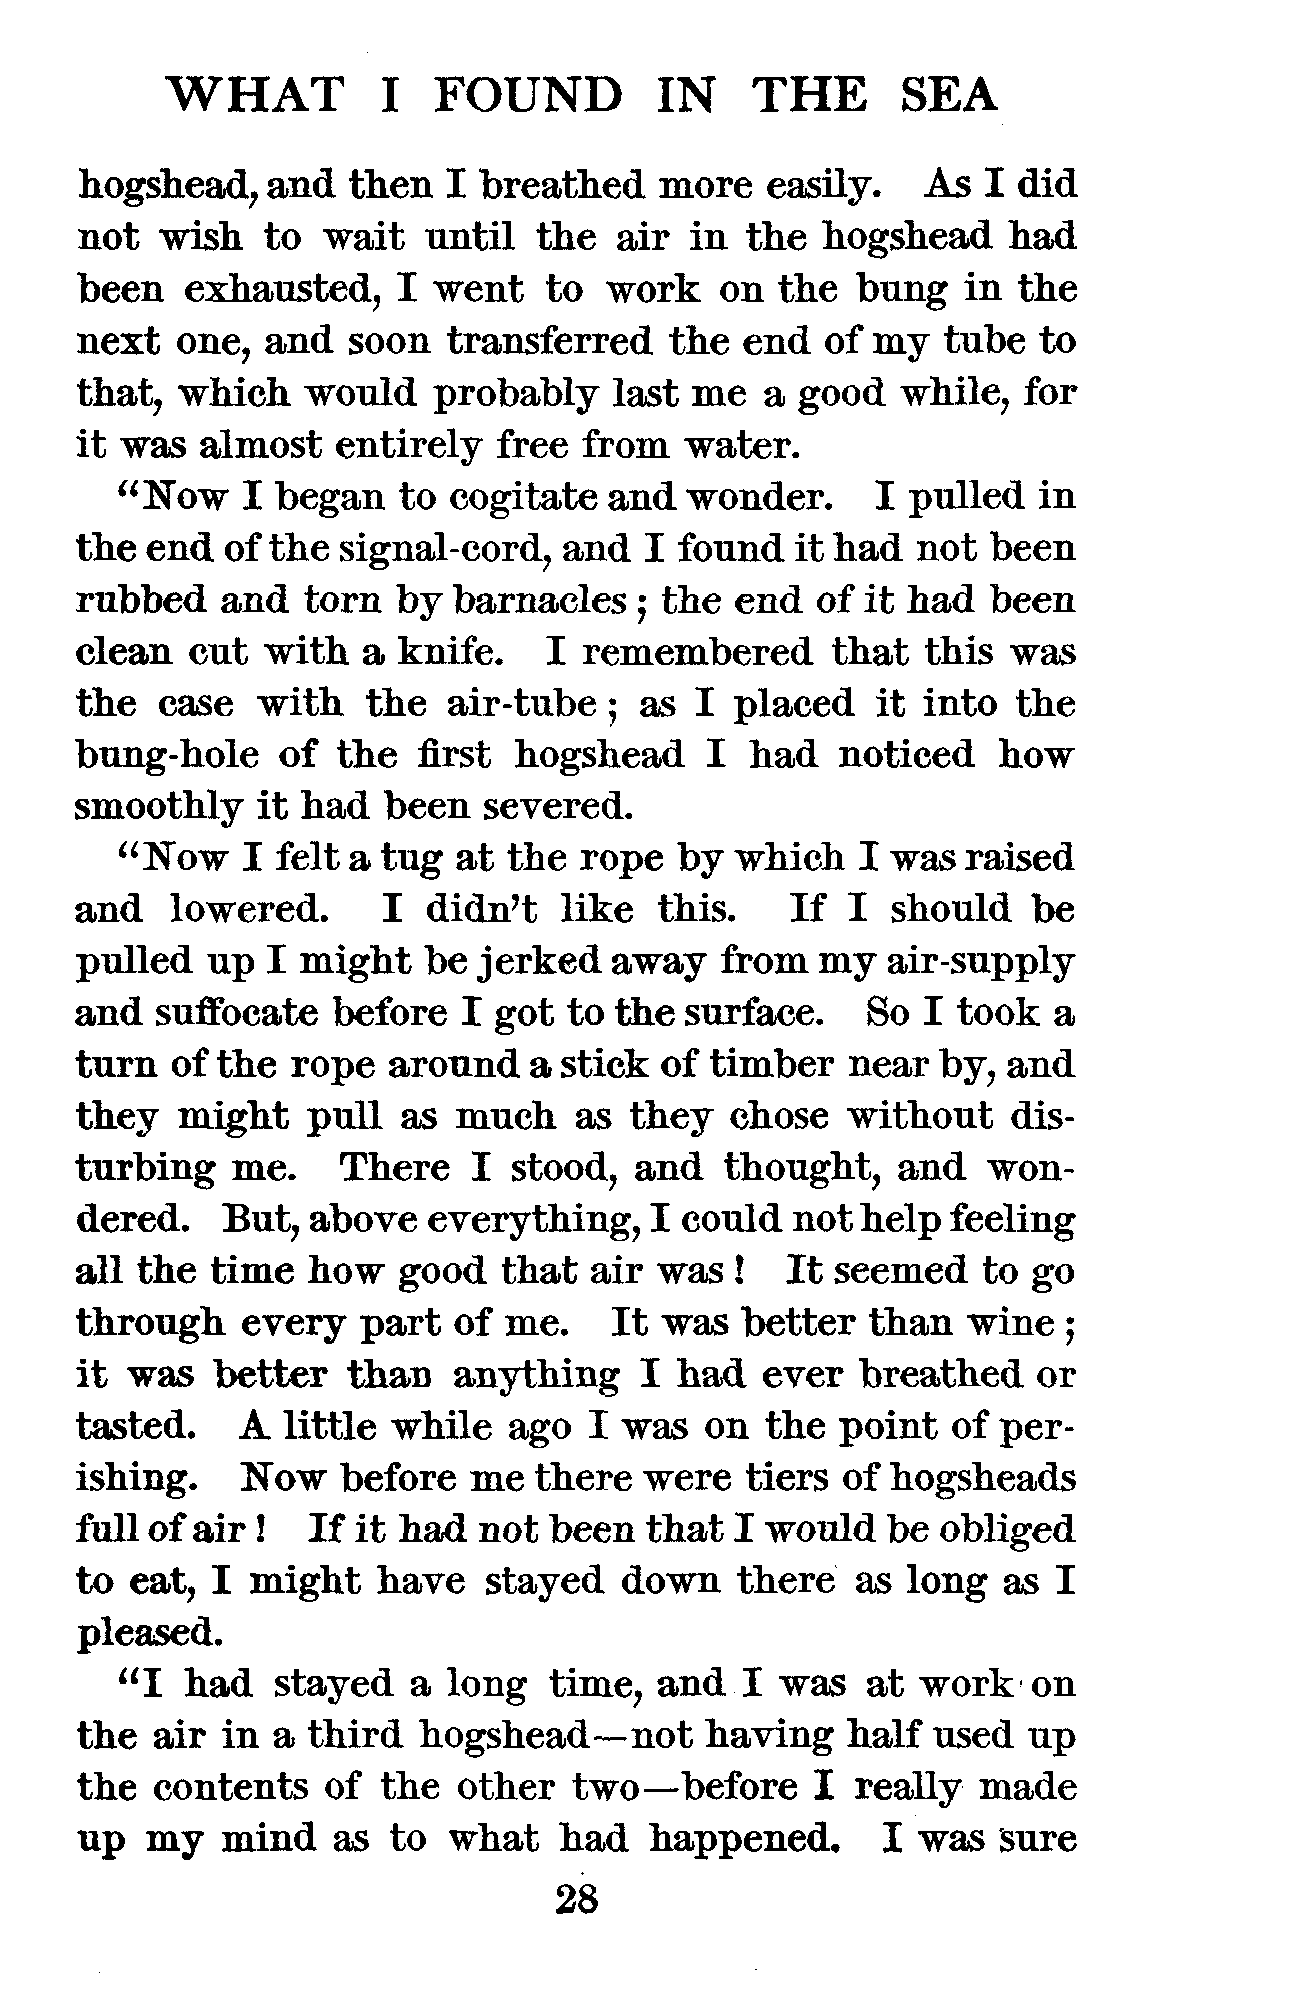 WHAT I FOUND IN THE SEA
hogshead, and then I breathed more easily. As I did
not wish to wait until the air in the hogshead had
been exhausted, I went to work on the bung in the
next one, and soon transferred the end of my tube to
that, which would probably last me a good while, for
it was almost entirely free from water.
"Now I began to cogitate and wonder. I pulled in
the end of the signal-cord, and I found it had not been
rubbed and torn by barnacles; the end of it had been
clean cut with a knife. I remembered that this was
the case with the air-tube; as I placed it into the
bung-hole of the first hogshead I had noticed how
smoothly it had been severed.
"Now I felt a tug at the rope by which I was raised
and lowered. I didn't like this. If I should be
pulled up I might be jerked away from my air-supply
and suffocate before I got to the surface. So I took a
turn of the rope around a stick of timber near by, and
they might pull as much as they chose without dis-
turbing me. There I stood, and thought, and won-
dered. But, above everything, I could not help feeling
all the time how good that air was! It seemed to go
through every part of me. It was better than wine;
it was better than anything I had ever breathed or
tasted. A little while ago I was on the point of per-
ishing. Now before me there were tiers of hogsheads
full of air! If it had not been that I would be obliged
to eat, I might have stayed down there as long as I
pleased.
"I had stayed a long time, and I was at work on
the air in a third hogshead—not having half used up
the contents of the other two—before I really made
up my mind as to what had happened. I was sure
28